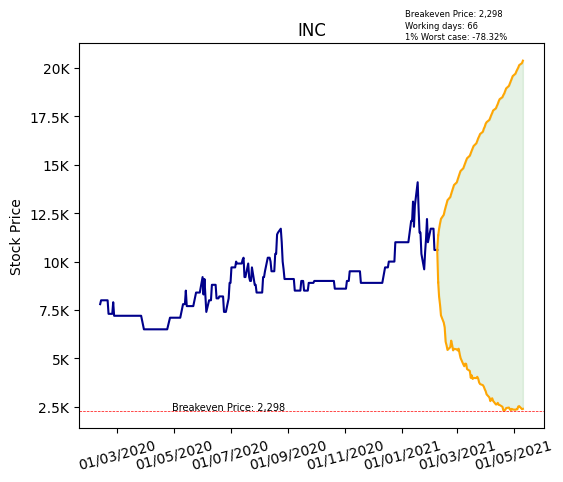 Breakeven Price: 2,298
Working days: 66
1% Worst case: -78.32%
INC
Stock Price
20K
17.5K
15K
12.5K
10K
7.5K
5K
2.5K
Breakeven Price: 2,298
01/03/2020
01/05/2020
01/07/2020
01/09/2020
01/11/2020
01/01/2021
01/03/2021
01/05/2021